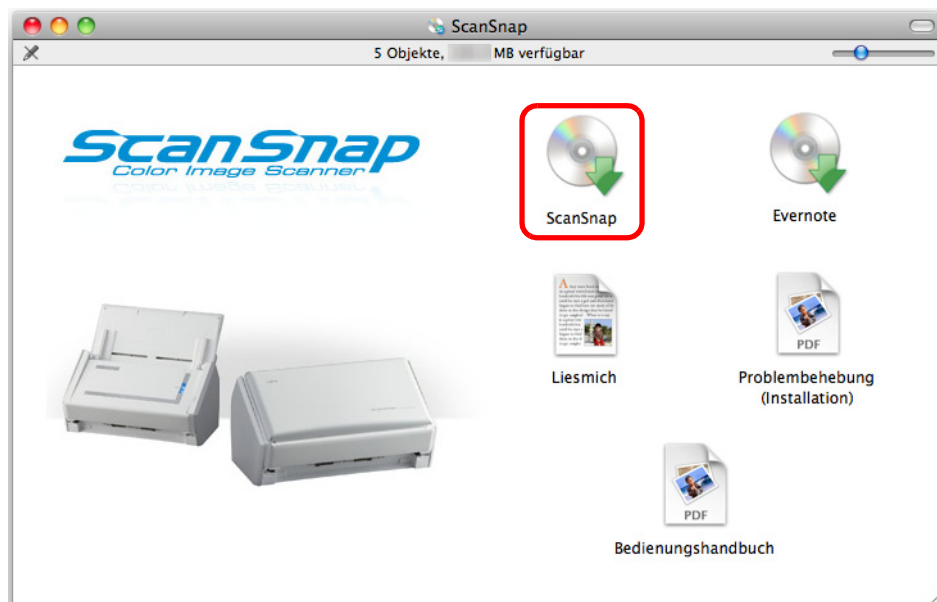 ScanSnap
5 Objekte, MB verfügbar
ScanSnap
Color Image Scanner
ScanSnap
Evernote
Liesmich
PDF
Problembehebung
(Installation)
PDF
Bedienungshandbuch